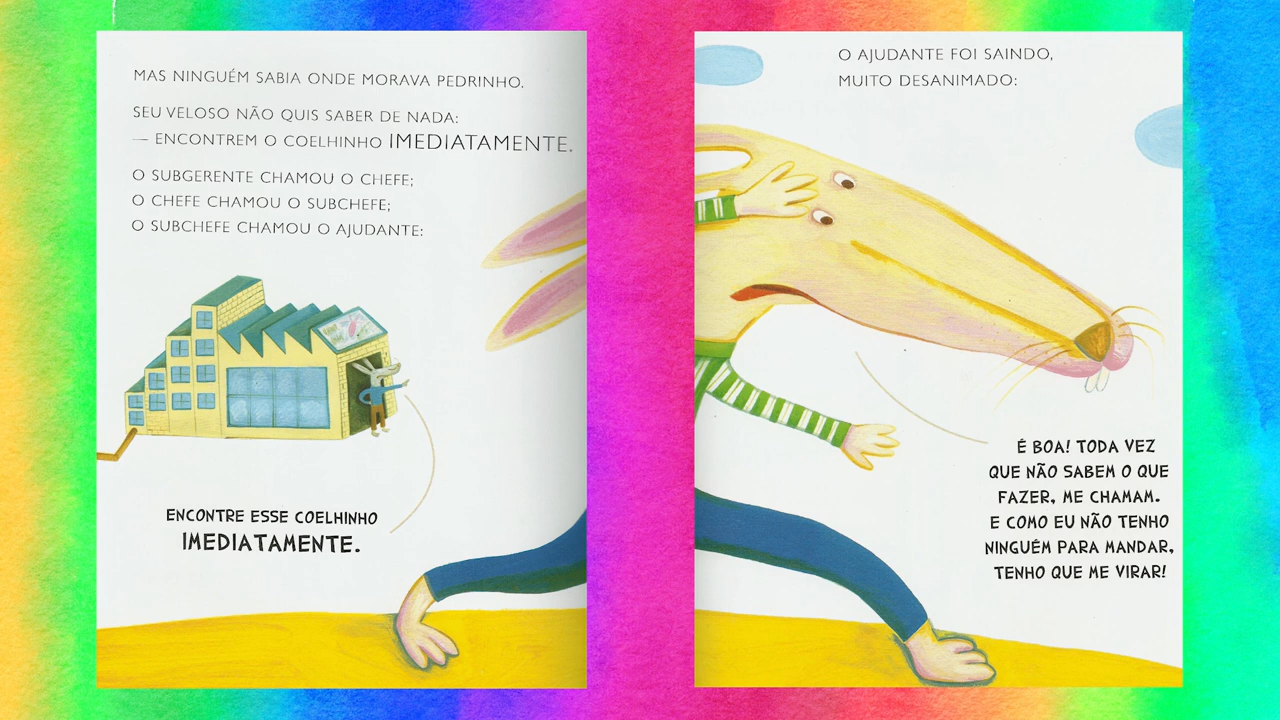 MAS NINGUÉM SABIA ONDE MORAVA PEDRINHO.
SEU VELOSO NÃO QUIS SABER DE NADA:
— ENCONTREM O COELHINHO IMEDIATAMENTE.
O SUBGERENTE CHAMOU O CHEFE;
O CHEFE CHAMOU O SUBCHEFE;
O SUBCHEFE CHAMOU O AJUDANTE:
ENCONTRE ESSE COELHINHO
IMEDIATAMENTE.
O AJUDANTE FOI SAINDO,
MUITO DESANIMADO:
É BOA! TODA VEZ
QUE NÃO SABEM O QUE
FAZER, ME CHAMAM.
E COMO EU NÃO TENHO
NINGUÉM PARA MANDAR,
TENHO QUE ME VIRAR!